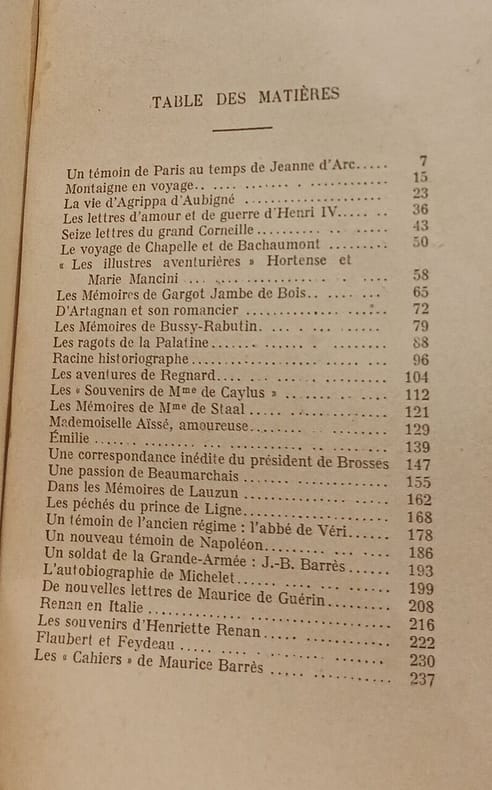 TABLE DES MATIÈRES
Un témoin de Paris au temps de Jeanne d'Arc..... 7
Montaigne en voyage.................... 15
La vie d'Agrippa d'Aubigné .................... 23
Les lettres d'amour et de guerre d'Henri IV....... 36
Seize lettres du grand Corneille.................... 43
Le voyage de Chapelle et de Bachaumont ......... 50
« Les illustres aventurières » Hortense et
Marie Mancini .................... 58
Les Mémoires de Gargot Jambe de Bois.......... 65
D'Artagnan et son romancier .................... 72
Les Mémoires de Bussy-Rabutin.................... 79
Les ragots de la Palatine.................... 88
Racine historiographe.................... 96
Les aventures de Regnard.................... 104
Les « Souvenirs de Mme de Caylus » .............. 112
Les Mémoires de Mme de Staal .................... 121
Mademoiselle Aïssé, amoureuse.................... 129
Émilie .................... 139
Une correspondance inédite du président de Brosses 147
Une passion de Beaumarchais .................... 155
Dans les Mémoires de Lauzun .................... 162
Les péchés du prince de Ligne.................... 168
Un témoin de l'ancien régime : l'abbé de Véri...... 178
Un nouveau témoin de Napoléon.................... 186
Un soldat de la Grande-Armée : J.-B. Barrès...... 193
L'autobiographie de Michelet.................... 199
De nouvelles lettres de Maurice de Guérin......... 208
Renan en Italie .................... 216
Les souvenirs d'Henriette Renan.................... 222
Flaubert et Feydeau .................... 230
Les « Cahiers » de Maurice Barrès .................... 237